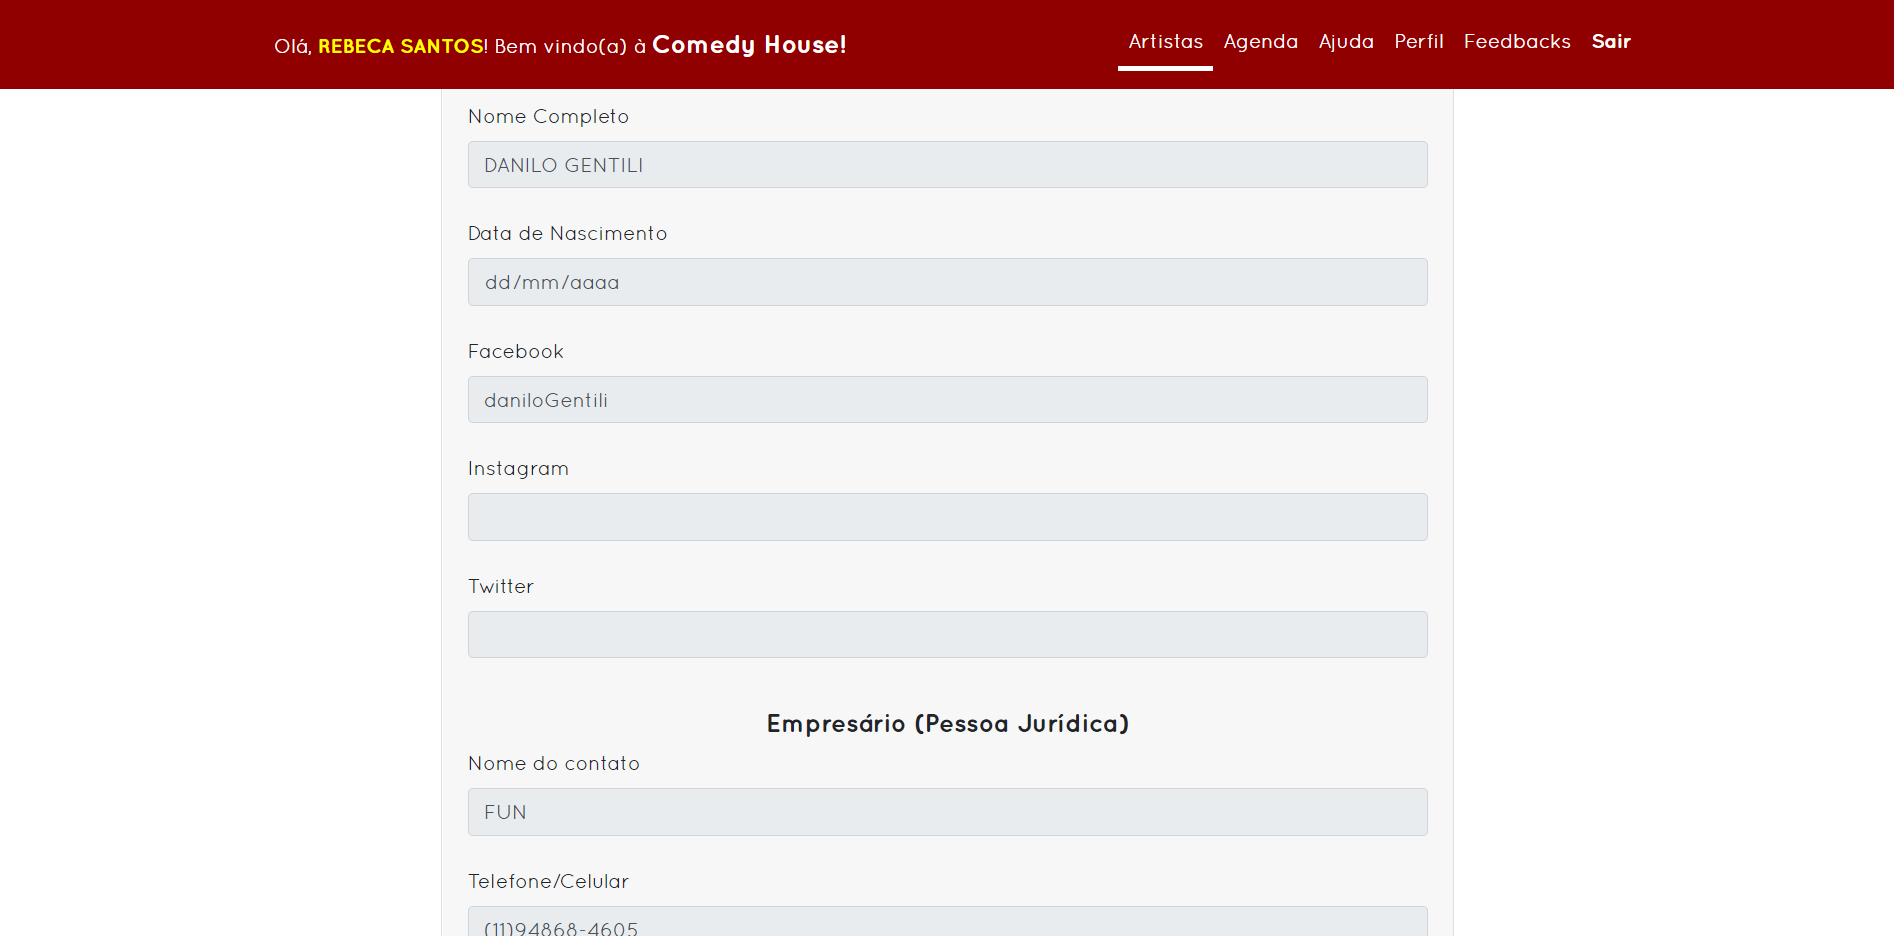 Olá, REBECA SANTOS! Bem vindo(a) à Comedy House!
Artistas Agenda Ajuda Perfil Feedbacks Sair
Nome Completo
DANILO GENTILI
Data de Nascimento
dd/mm/aaaa
Facebook
daniloGentili
Instagram
Twitter
Empresário (Pessoa Jurídica)
Nome do contato
FUN
Telefone/Celular
(11)94868-4605